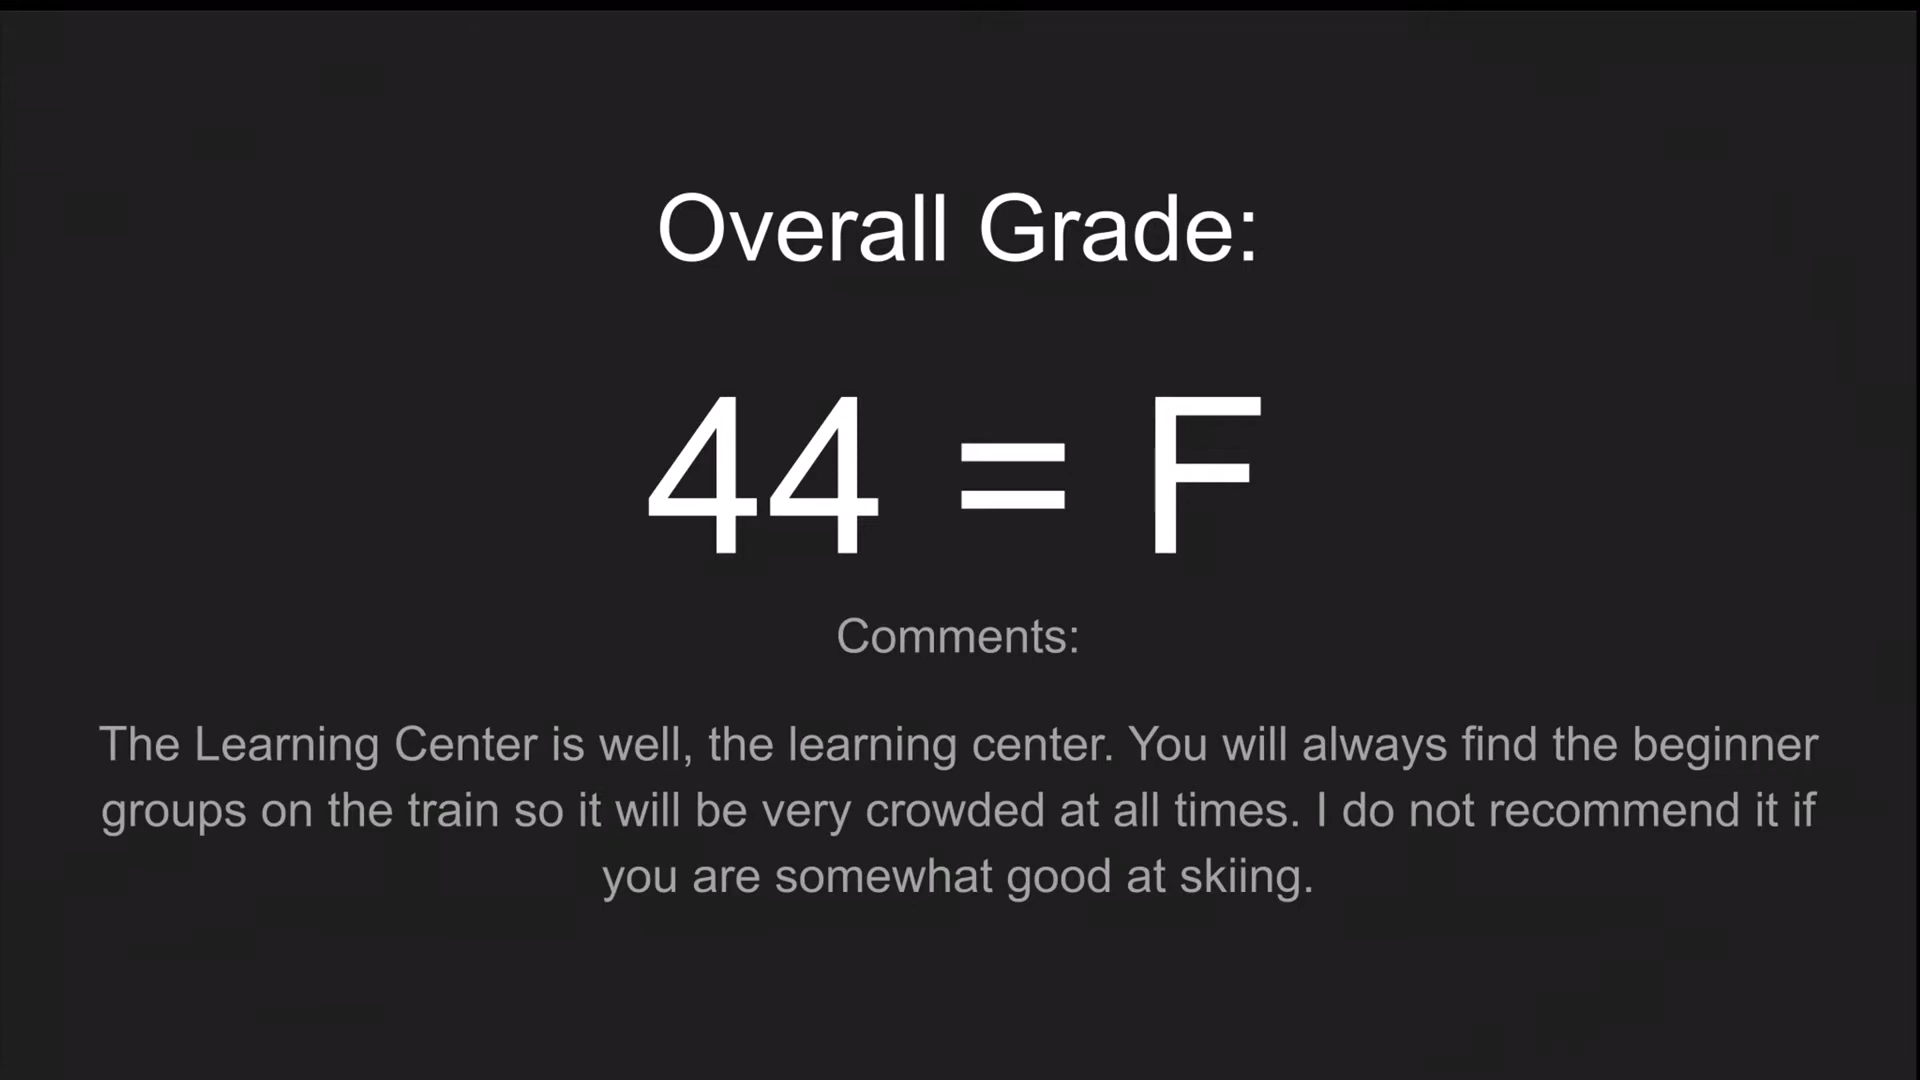 Overall Grade:
44 = F
Comments:
The Learning Center is well, the learning center. You will always find the beginner
groups on the train so it will be very crowded at all times. I do not recommend it if
you are somewhat good at skiing.